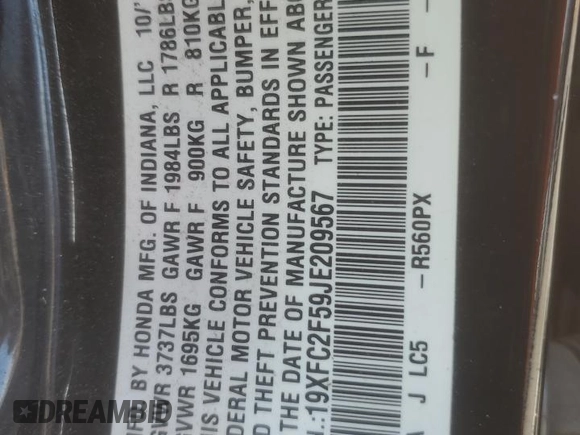 BY HONDA MFG. OF INDIANA, LLC 10/
GVWR 3737LBS GAWR F 1984LBS R 1786LBS
GVWR 1695KG GAWR F 900KG R 810KG
VEHICLE CONFORMS TO ALL APPLICABLE
MOTOR VEHICLE SAFETY, BUMPER,
THEFT PREVENTION STANDARDS IN EFF
THE DATE OF MANUFACTURE SHOWN ABO
.:19XFC2F59JE209567 TYPE: PASSENGER
A J LC5 -R560PX -F
DREAMBID